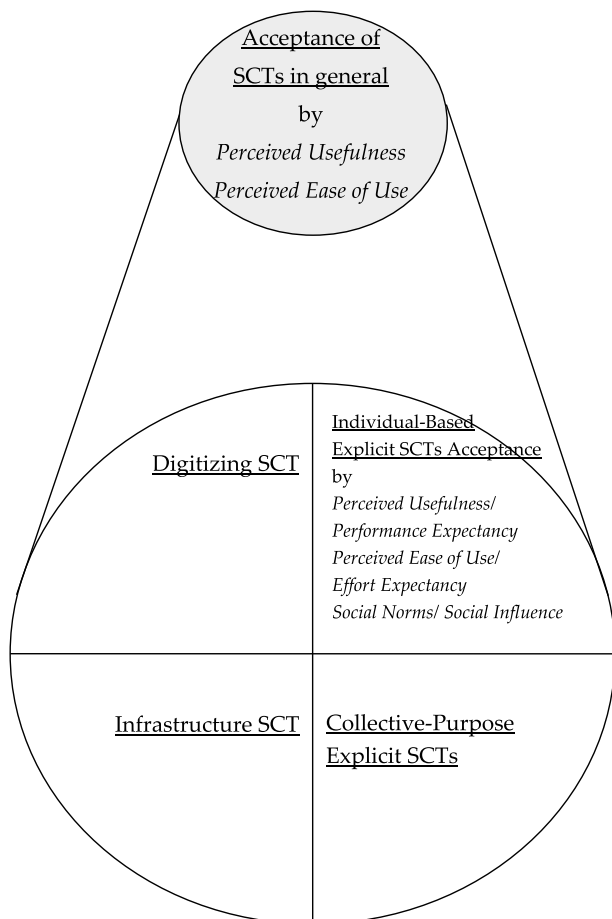 Acceptance of
SCTs in general
by
Perceived Usefulness
Perceived Ease of Use
Digitizing SCT
Individual-Based
Explicit SCTs Acceptance
by
Perceived Usefulness/
Performance Expectancy
Perceived Ease of Use/
Effort Expectancy
Social Norms/ Social Influence
Infrastructure SCT
Collective-Purpose
Explicit SCTs